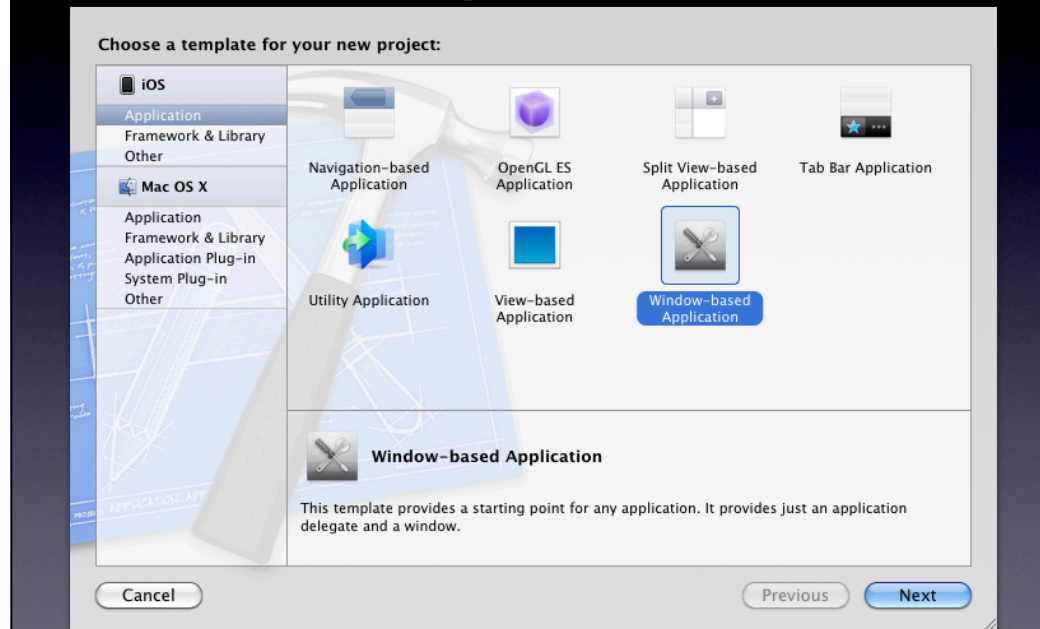 Choose a template for your new project:
iOS
Application
Framework & Library
Other
Mac OS X
Application
Framework & Library
Application Plug-in
System Plug-in
Other
Navigation-based
Application
OpenGL ES
Application
Split View-based
Application
Tab Bar Application
Utility Application
View-based
Application
Window-based
Application
Window-based Application
This template provides a starting point for any application. It provides just an application
delegate and a window.
Cancel
Previous
Next